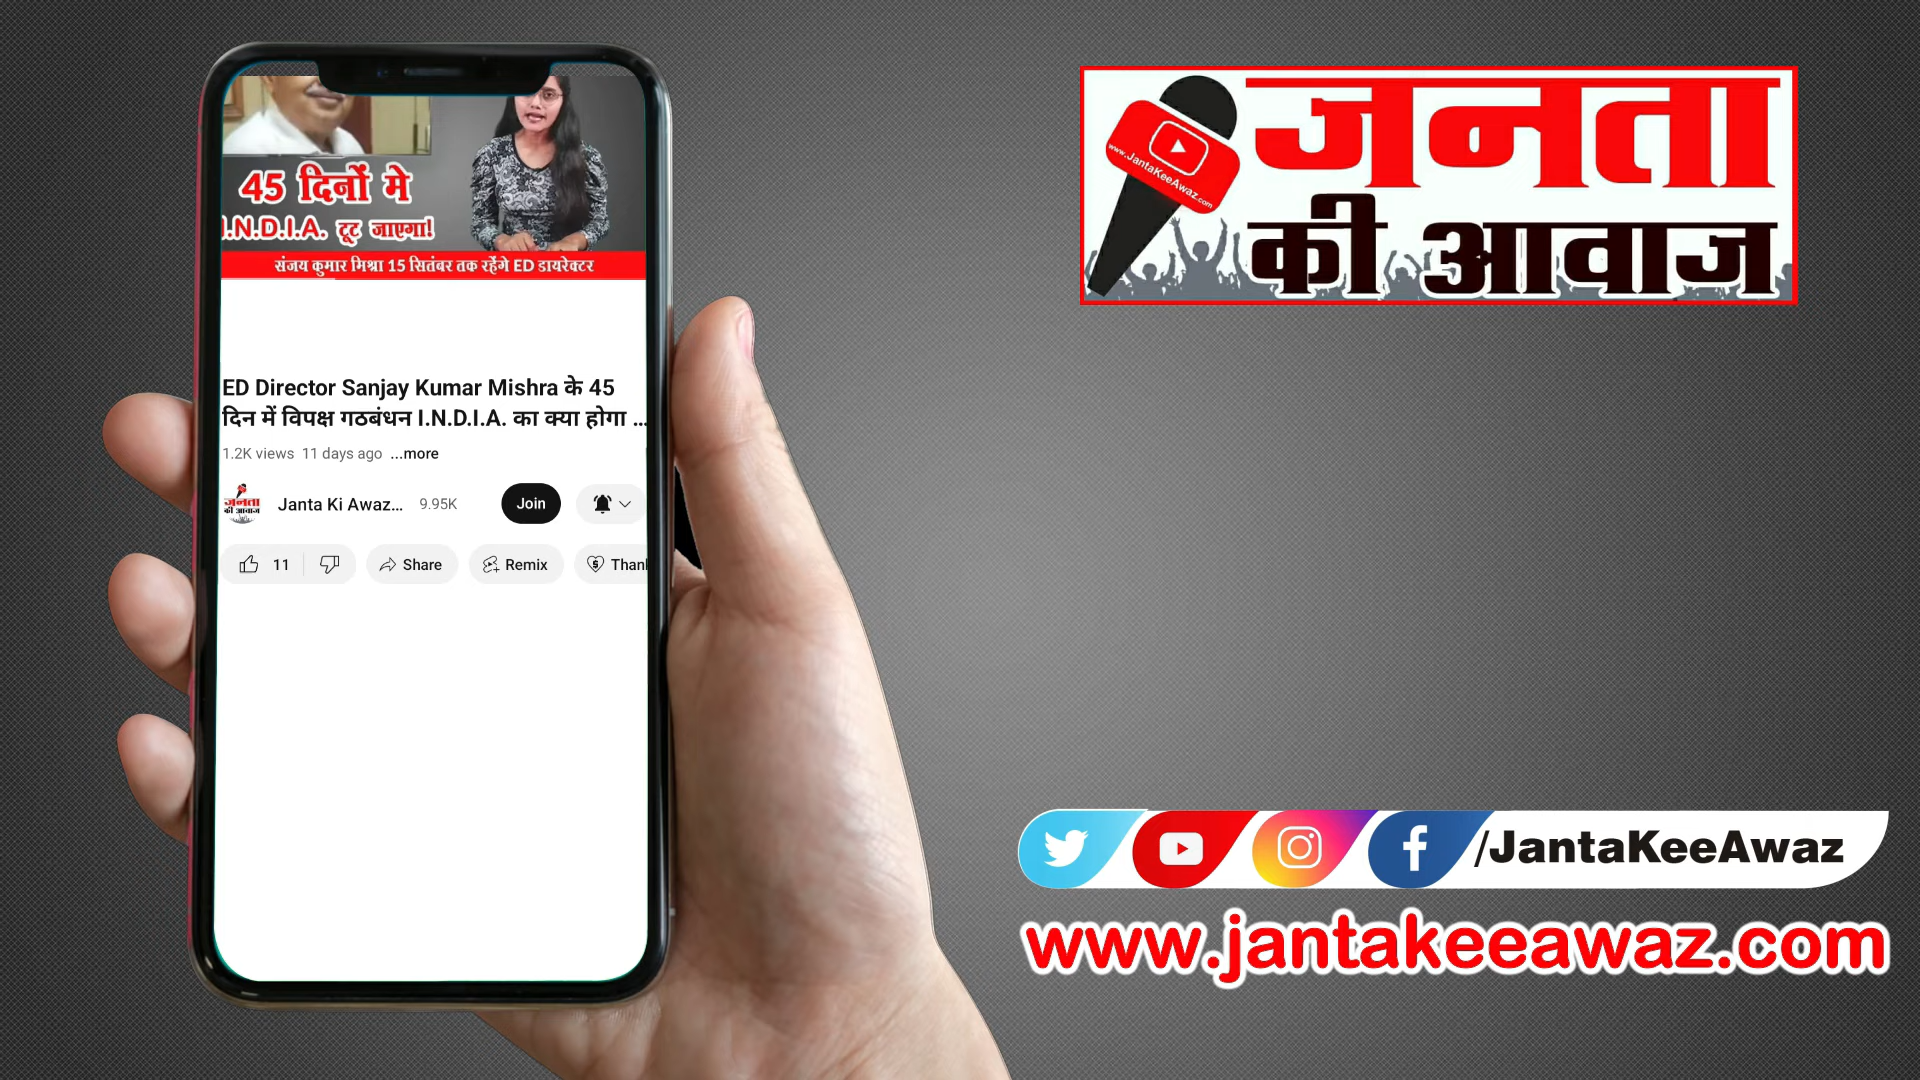 45 दिनों मे
I.N.D.I.A. टूट जाएगा!
संजय कुमार मिश्रा 15 सितंबर तक रहेंगे ED डायरेक्टर
ED Director Sanjay Kumar Mishra के 45
दिन में विपक्ष गठबंधन I.N.D.I.A. का क्या होगा ...
1.2K views 11 days ago ...more
जनता
की आवाज
Janta Ki Awaz... 9.95K
Join
11
Share
Remix
Thank
www.JantaKeeAwaz.com
जनता
की आवाज
/JantaKeeAwaz
www.jantakeeawaz.com